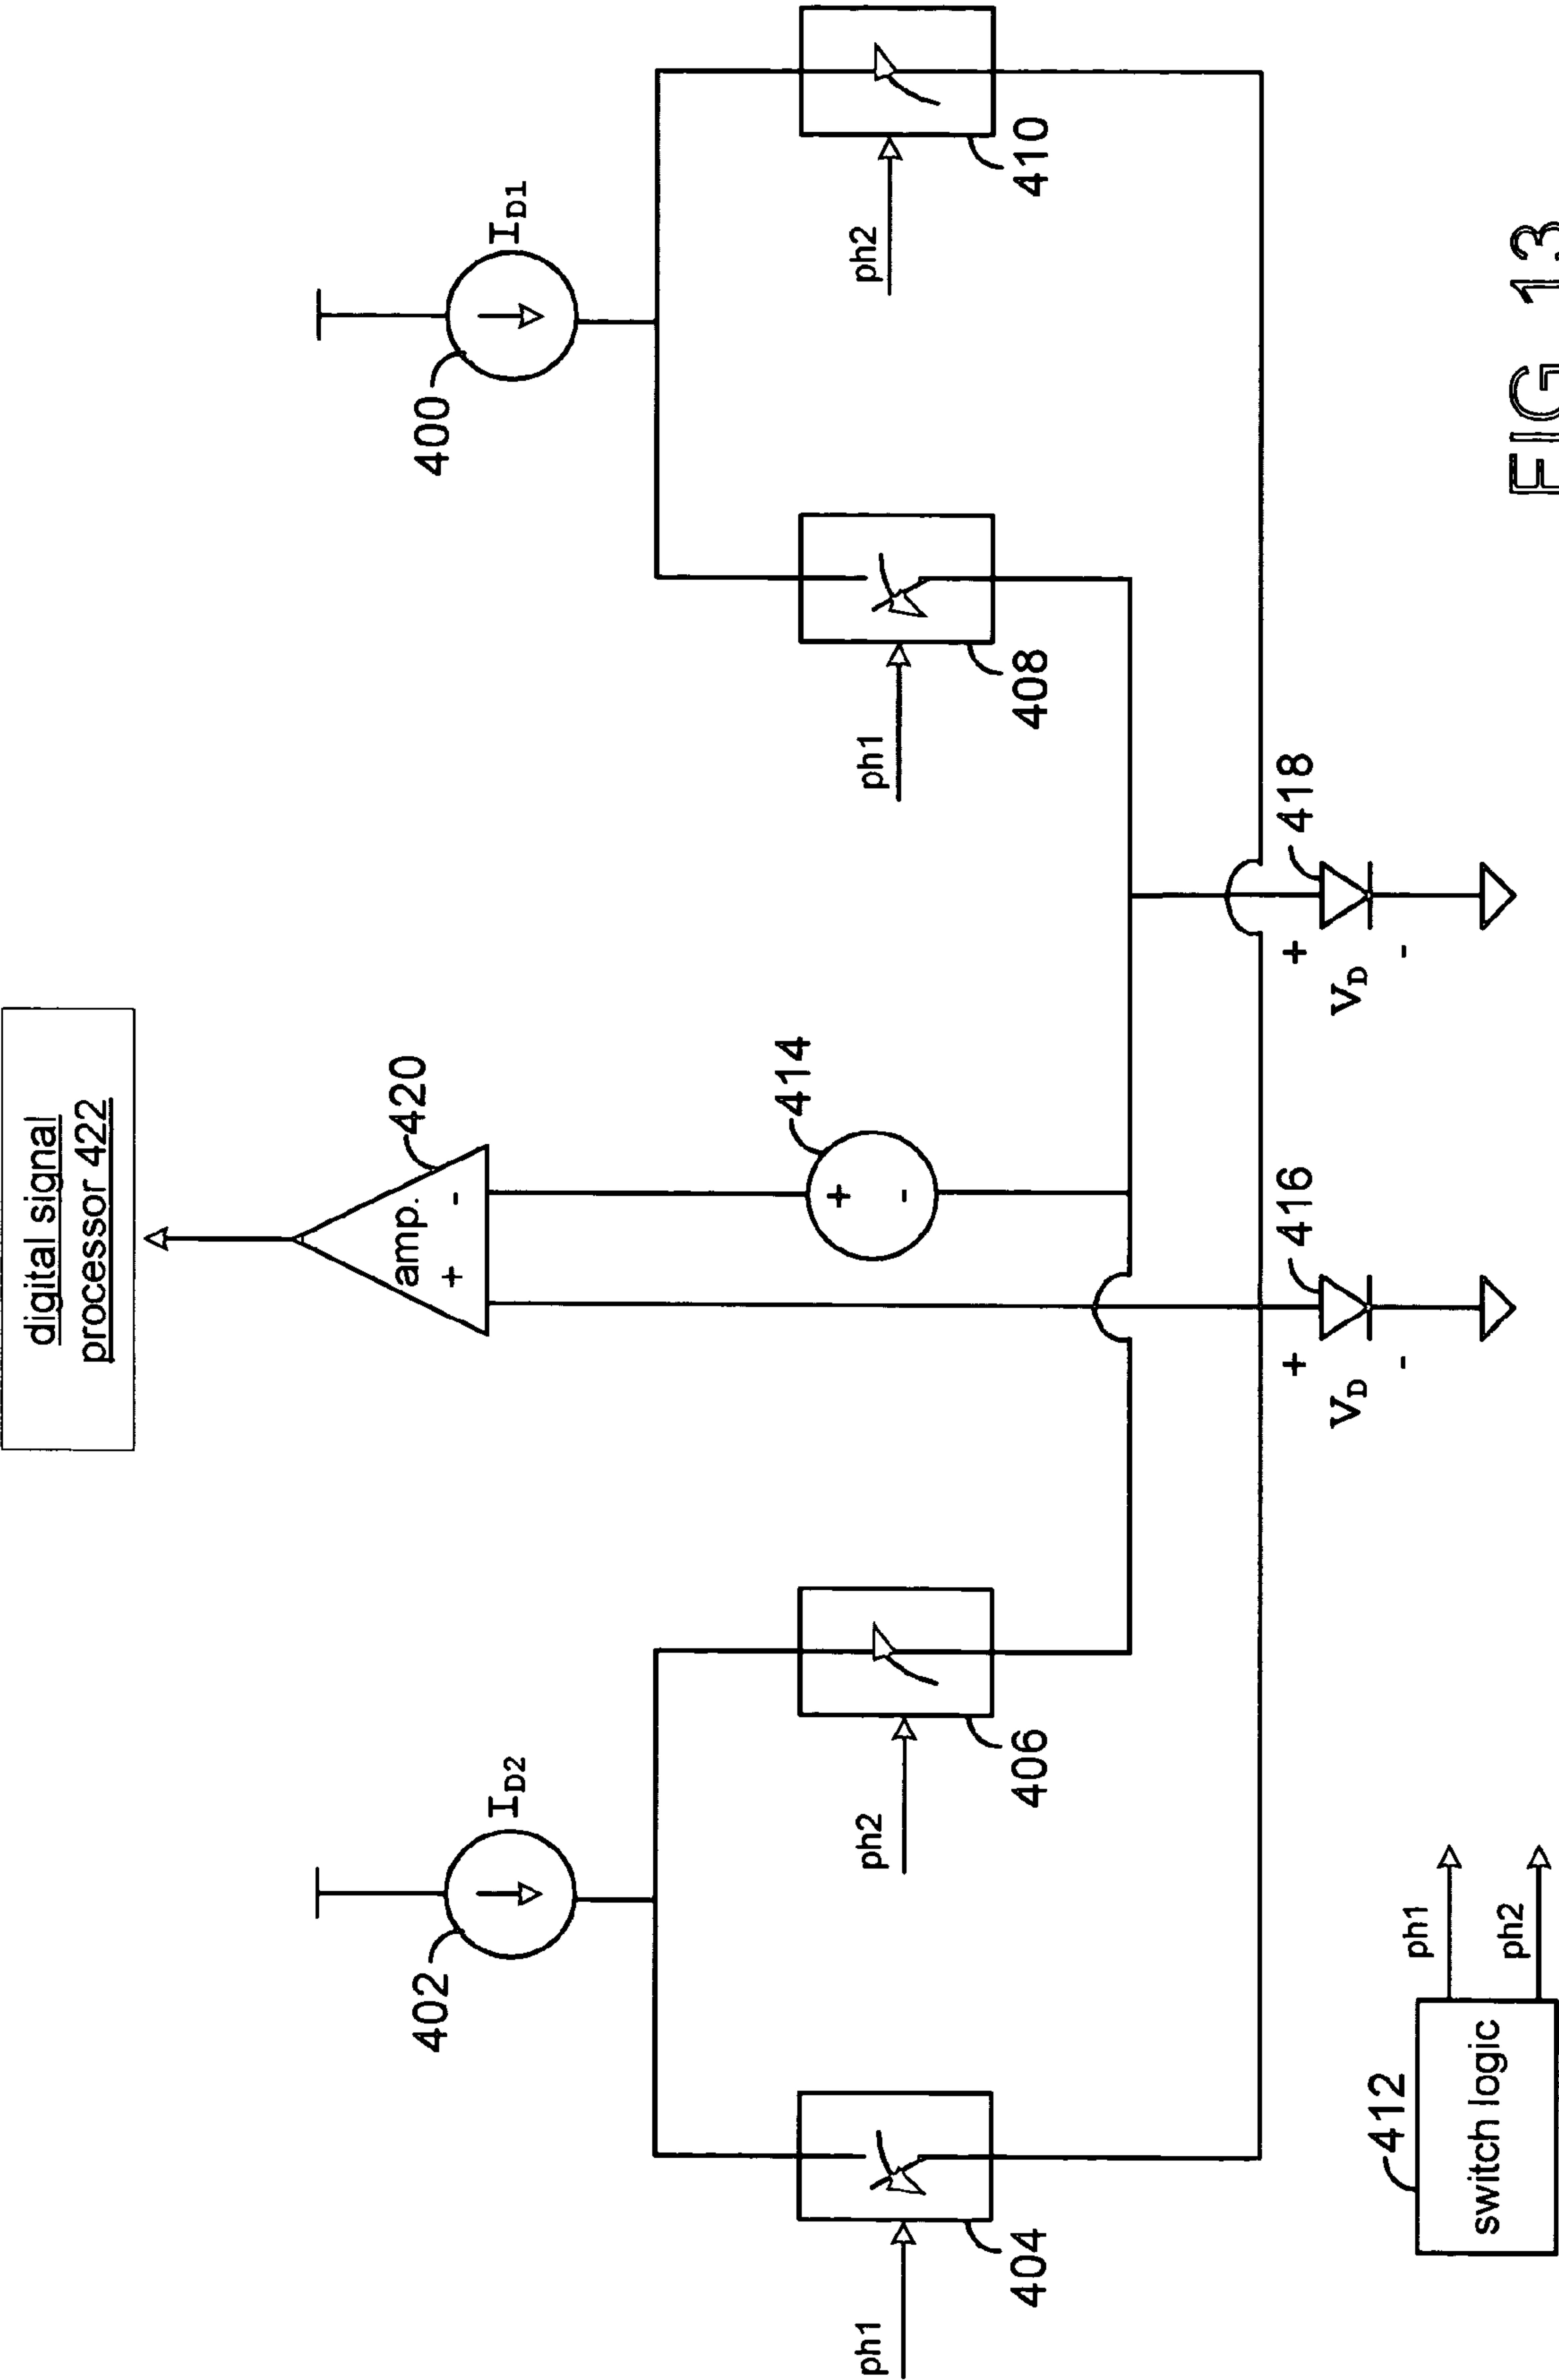 digital signal
processor 422
420
amp.
+
-
414
+
-
402
I_D2
400
I_D1
ph1
404
ph2
406
ph1
408
ph2
410
416
+
V_D
-
418
+
V_D
-
412
switch logic
ph1
ph2
FIG 13